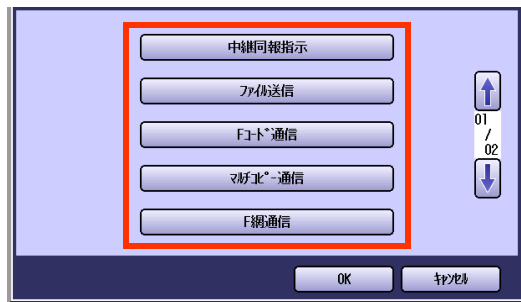 中継同報指示
ﾌｧｲﾙ送信
Fｺｰﾄﾞ通信
ﾏﾙﾁｺﾋﾟｰ通信
F網通信
01
/
02
OK
ｷｬﾝｾﾙ